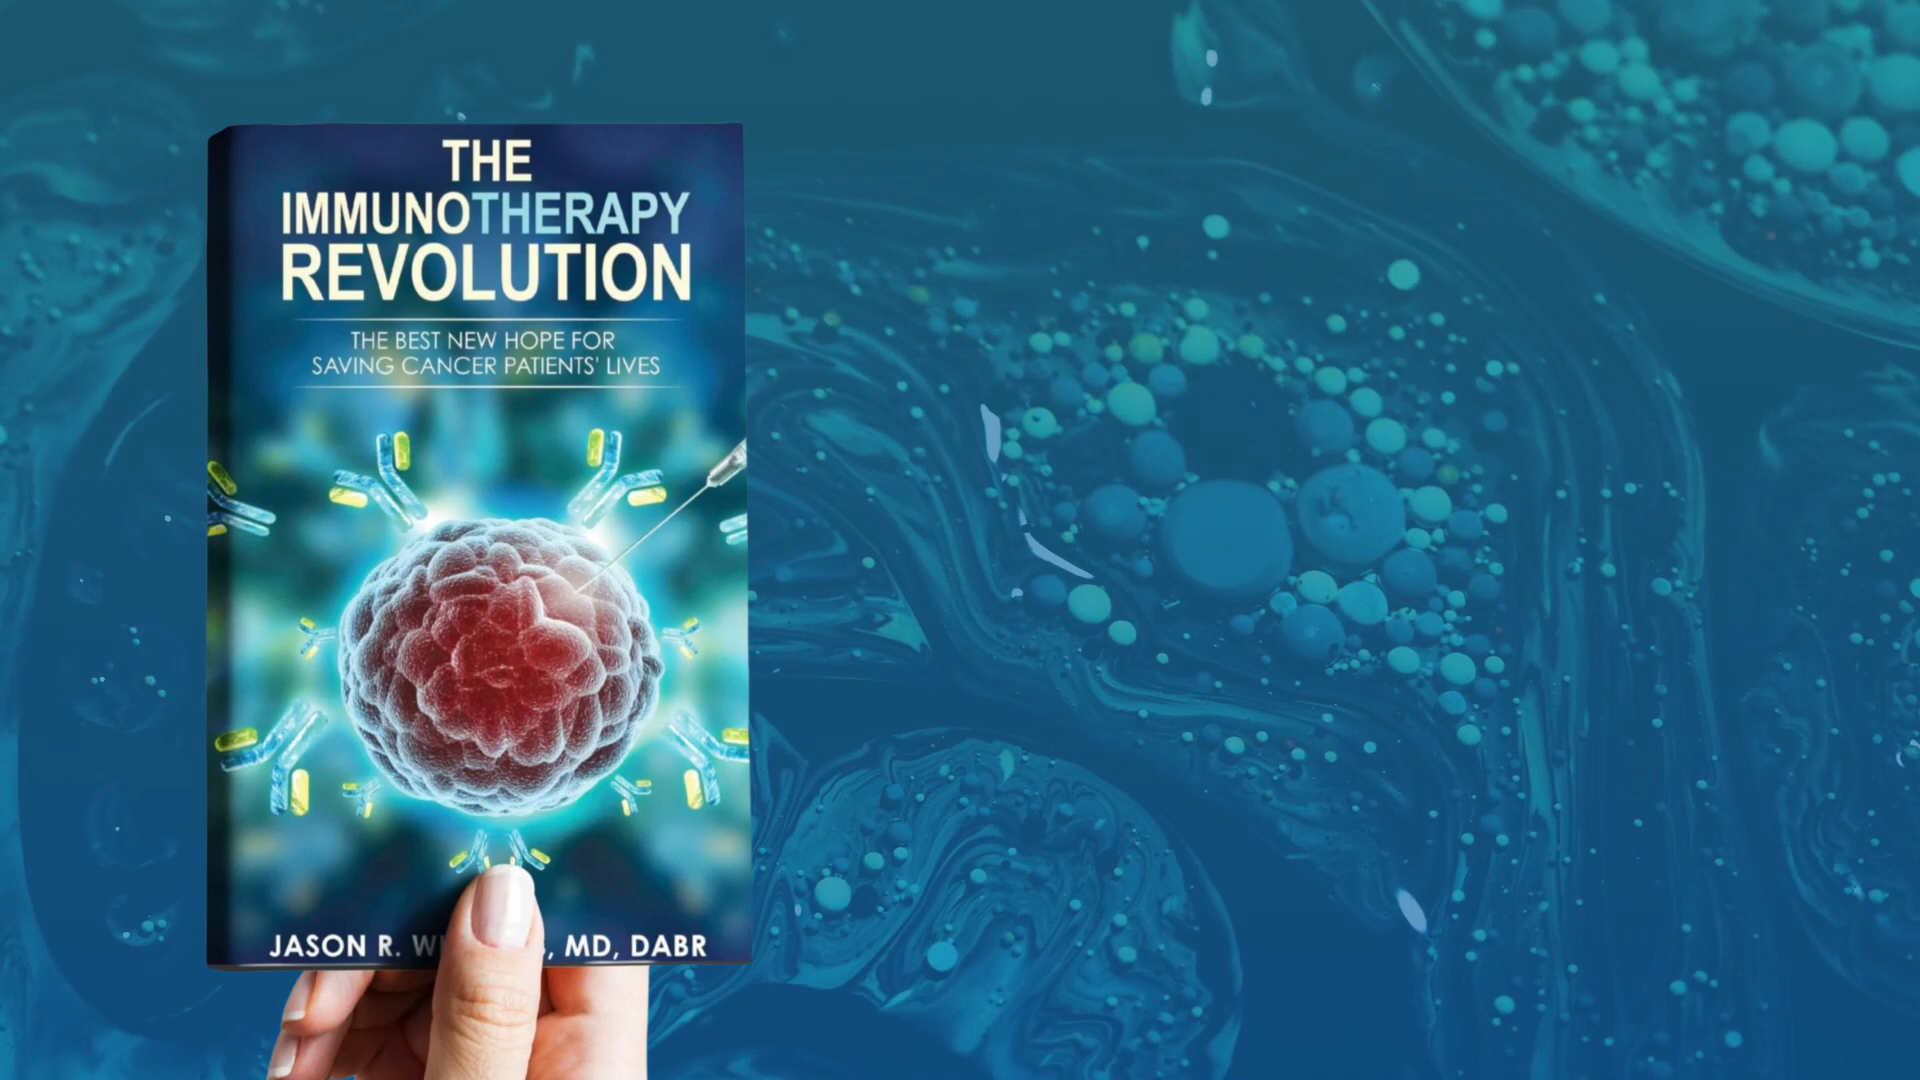 THE
IMMUNOTHERAPY
REVOLUTION
THE BEST NEW HOPE FOR
SAVING CANCER PATIENTS' LIVES
JASON R. MD, DABR